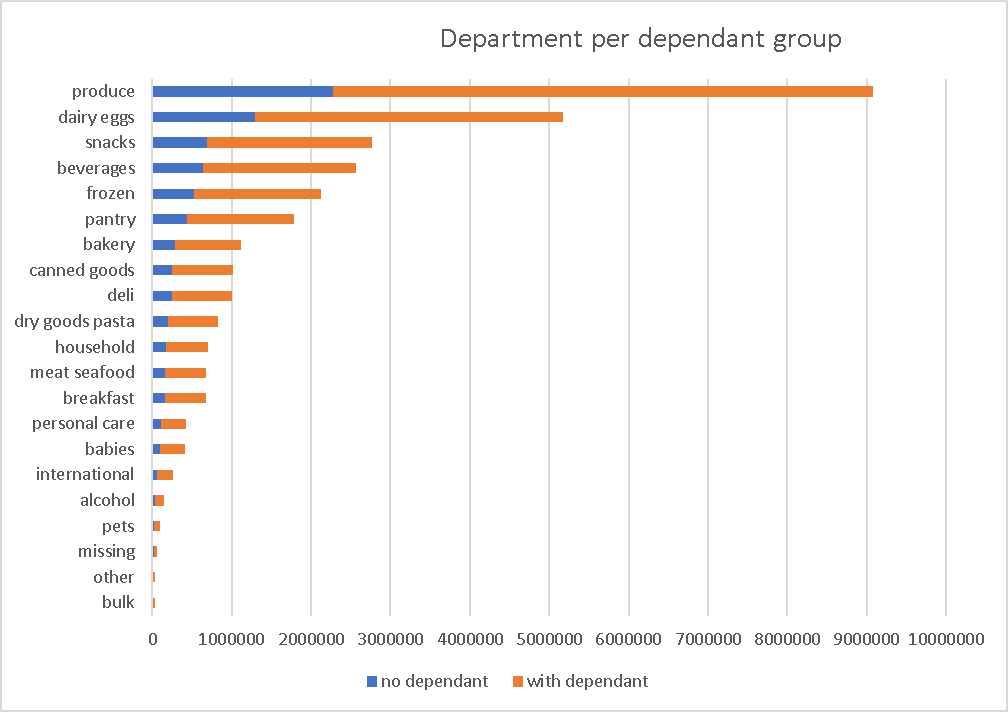 Department per dependant group
produce
dairy eggs
snacks
beverages
frozen
pantry
bakery
canned goods
deli
dry goods pasta
household
meat seafood
breakfast
personal care
babies
international
alcohol
pets
missing
other
bulk
0 1000000 2000000 3000000 4000000 5000000 6000000 7000000 8000000 9000000 10000000
no dependant with dependant